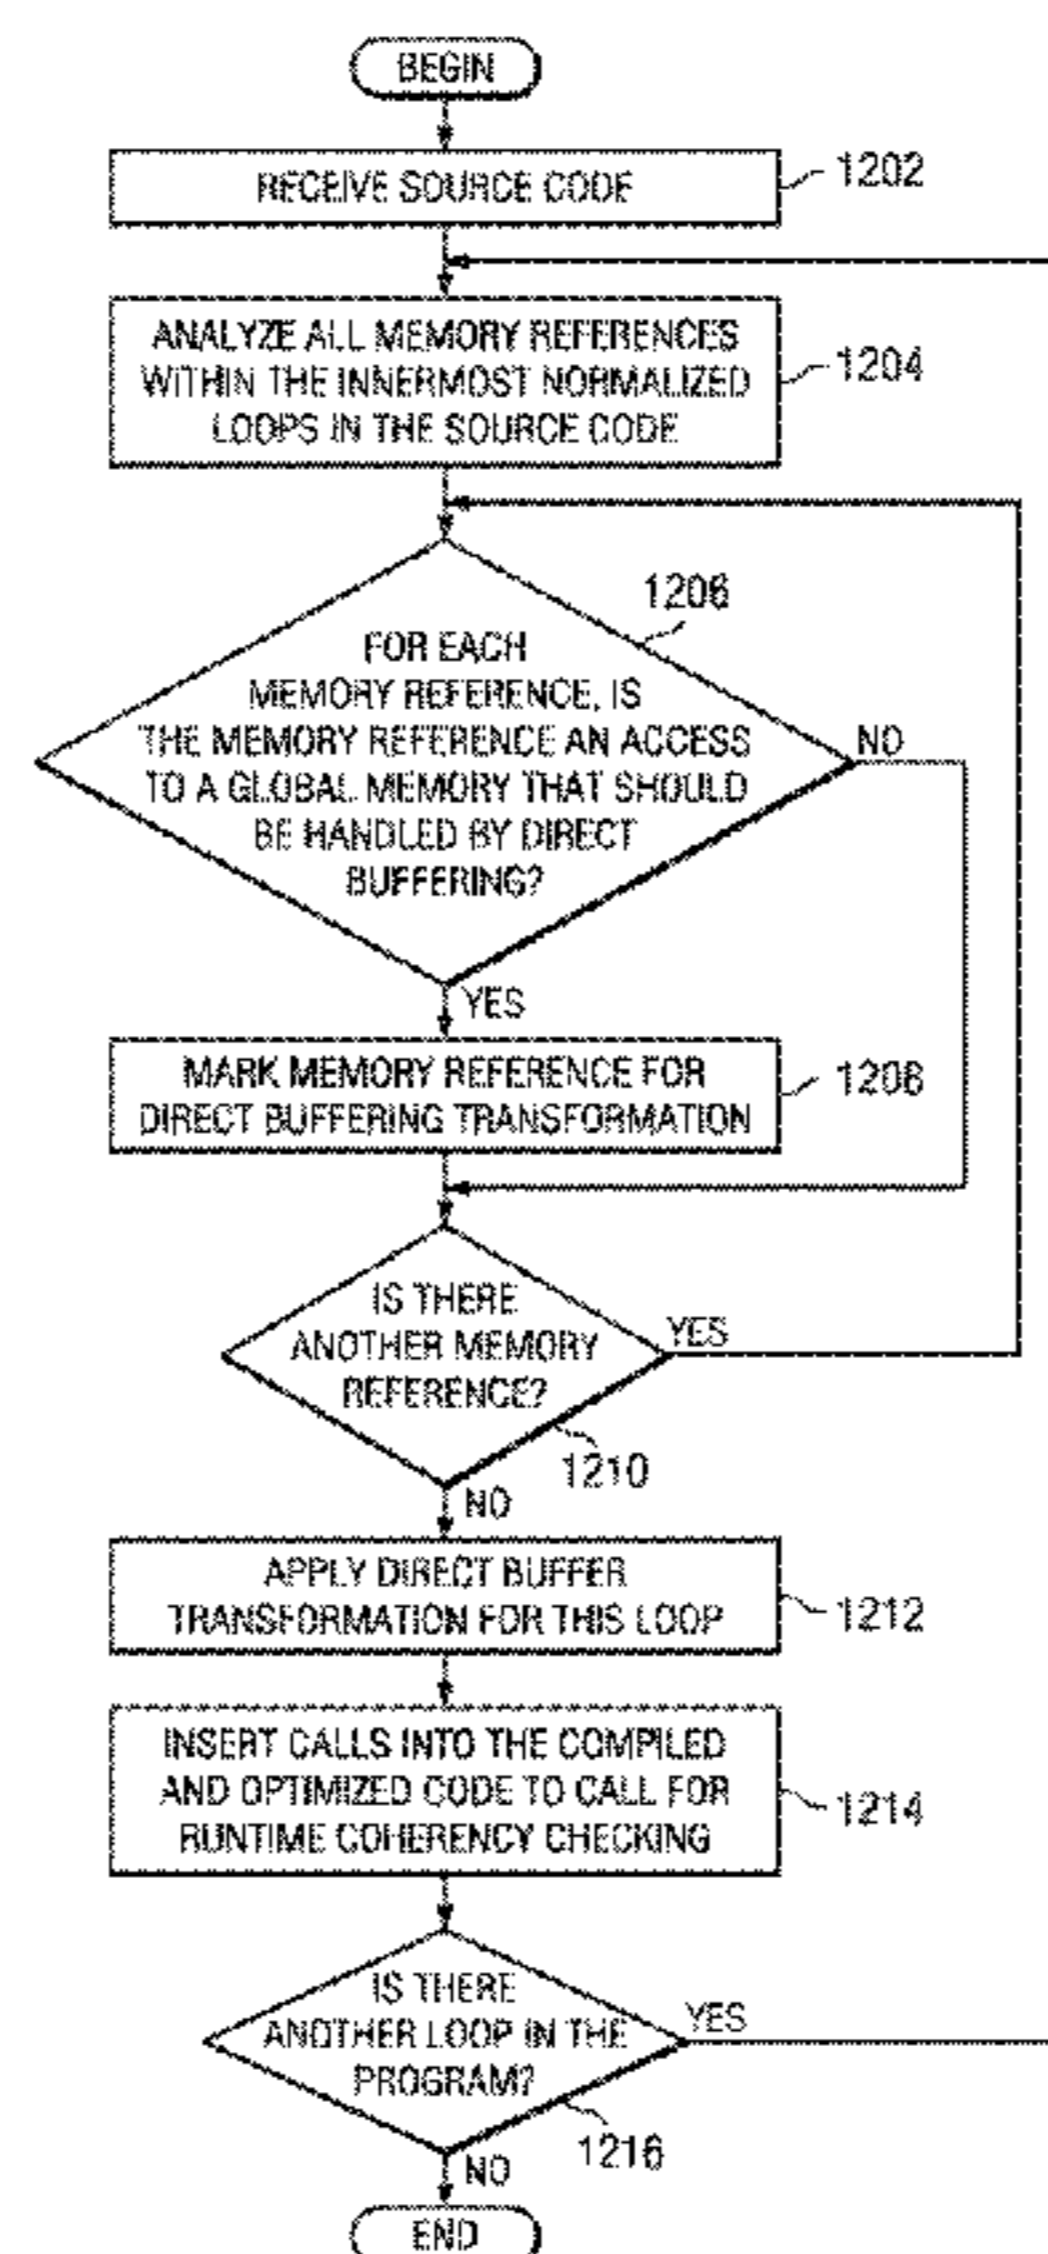 BEGIN
RECEIVE SOURCE CODE
1202
ANALYZE ALL MEMORY REFERENCES
WITHIN THE INNERMOST NORMALIZED
LOOPS IN THE SOURCE CODE
1204
1206
FOR EACH
MEMORY REFERENCE, IS
THE MEMORY REFERENCE AN ACCESS
TO A GLOBAL MEMORY THAT SHOULD
BE HANDLED BY DIRECT
BUFFERING?
NO
YES
MARK MEMORY REFERENCE FOR
DIRECT BUFFERING TRANSFORMATION
1208
IS THERE
ANOTHER MEMORY
REFERENCE?
YES
1210
NO
APPLY DIRECT BUFFER
TRANSFORMATION FOR THIS LOOP
1212
INSERT CALLS INTO THE COMPILED
AND OPTIMIZED CODE TO CALL FOR
RUNTIME COHERENCY CHECKING
1214
IS THERE
ANOTHER LOOP IN THE
PROGRAM?
YES
1216
NO
END